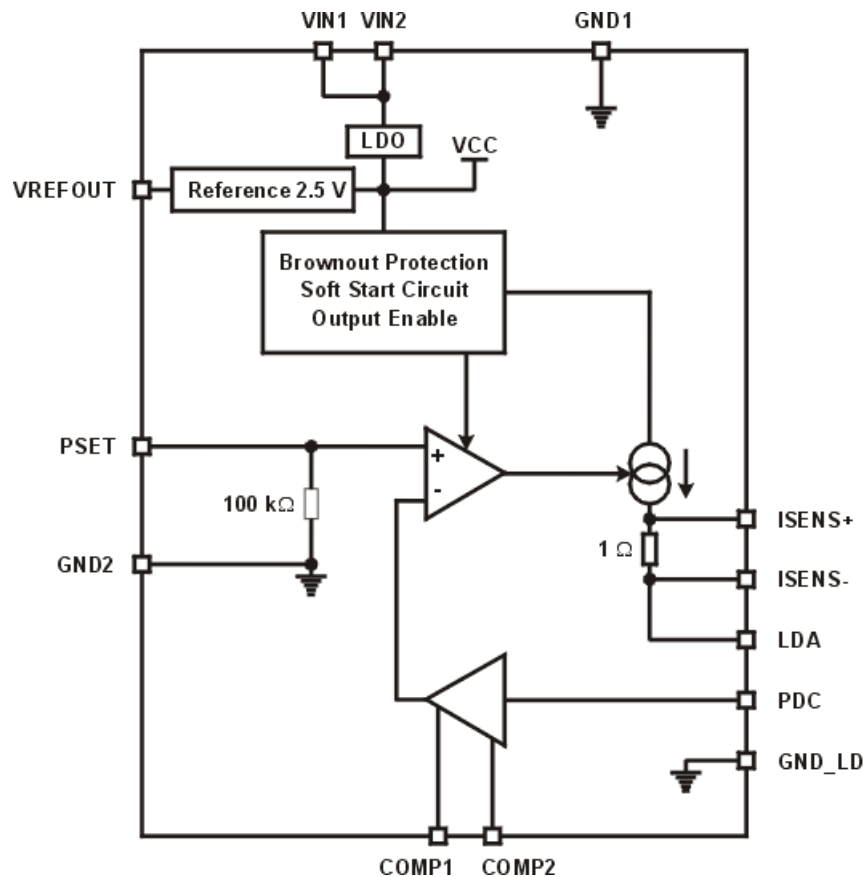 VIN1 VIN2 GND1
LDO
VCC
VREFOUT
Reference 2.5 V
Brownout Protection
Soft Start Circuit
Output Enable
PSET
+
-
100 kΩ
ISENS+
1 Ω
GND2
ISENS-
LDA
PDC
GND_LD
COMP1 COMP2